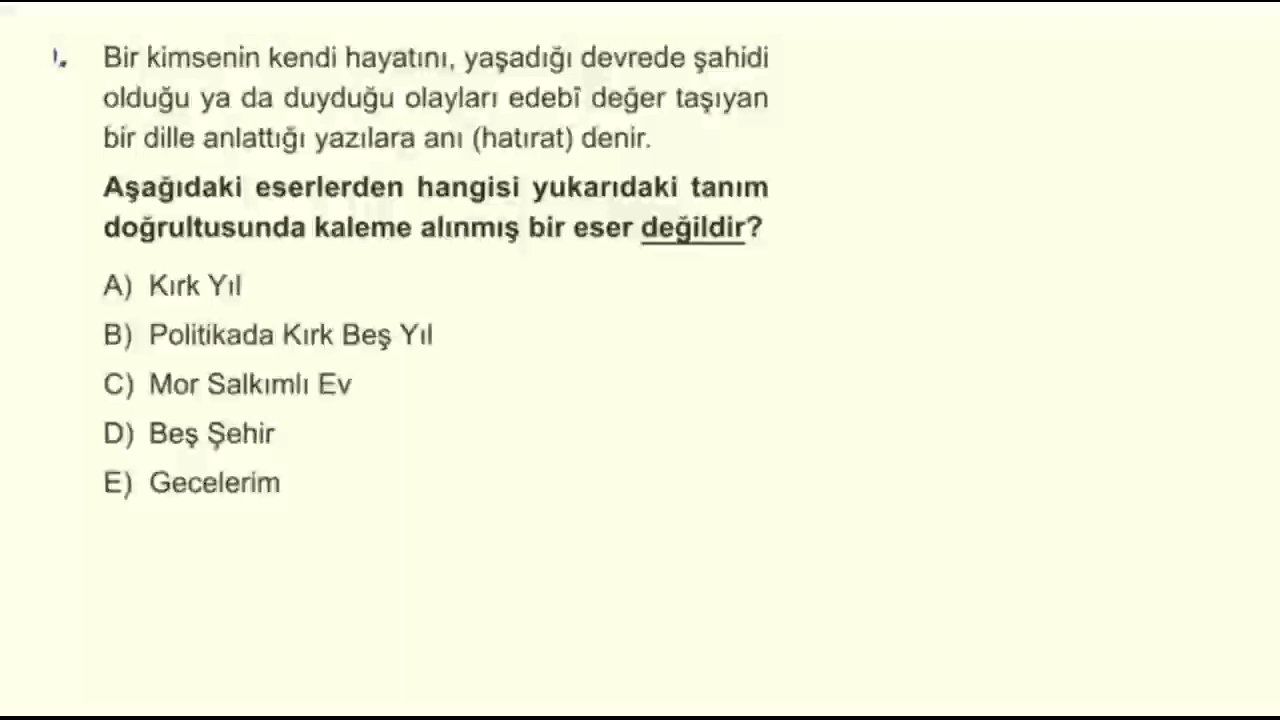 Bir kimsenin kendi hayatını, yaşadığı devrede şahidi
olduğu ya da duyduğu olayları edebî değer taşıyan
bir dille anlattığı yazılara anı (hatırat) denir.
Aşağıdaki eserlerden hangisi yukarıdaki tanım
doğrultusunda kaleme alınmış bir eser değildir?
A) Kırk Yıl
B) Politikada Kırk Beş Yıl
C) Mor Salkımlı Ev
D) Beş Şehir
E) Gecelerim